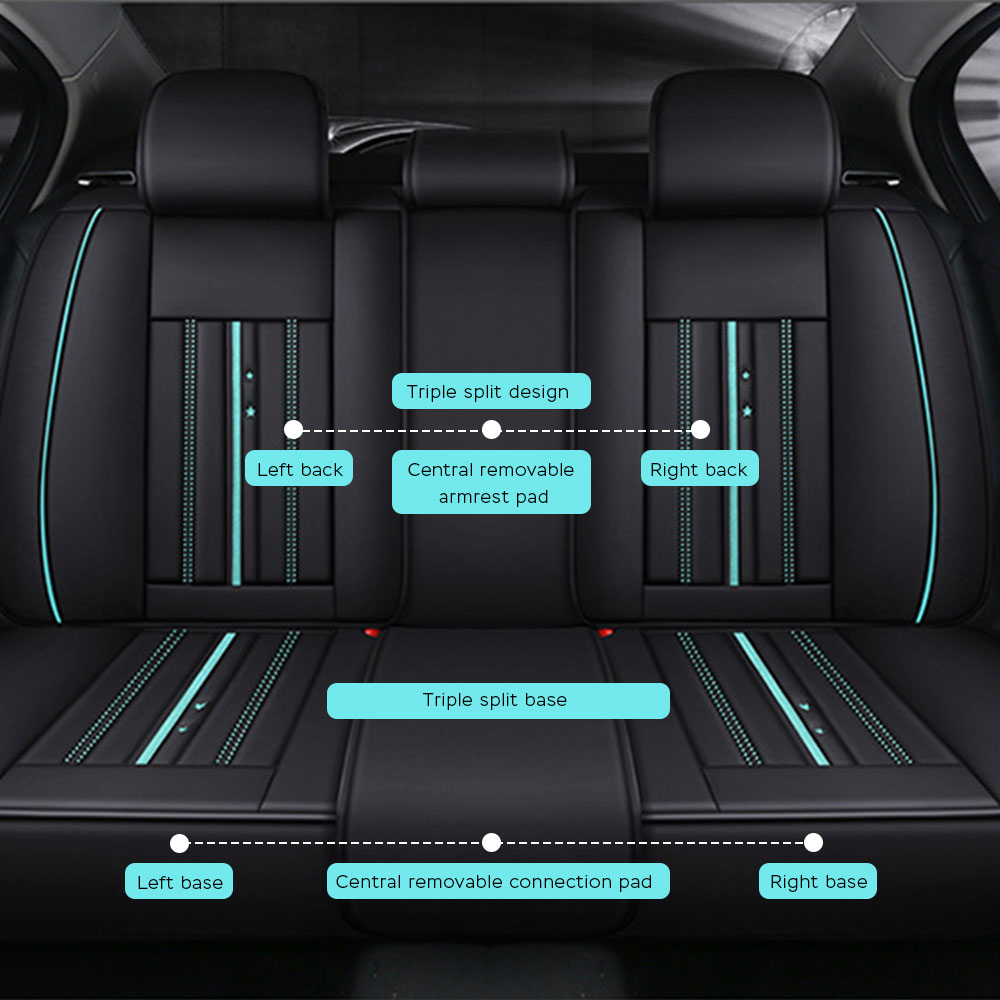 Triple split design
Left back
Central removable
armrest pad
Right back
Triple split base
Left base
Central removable connection pad
Right base